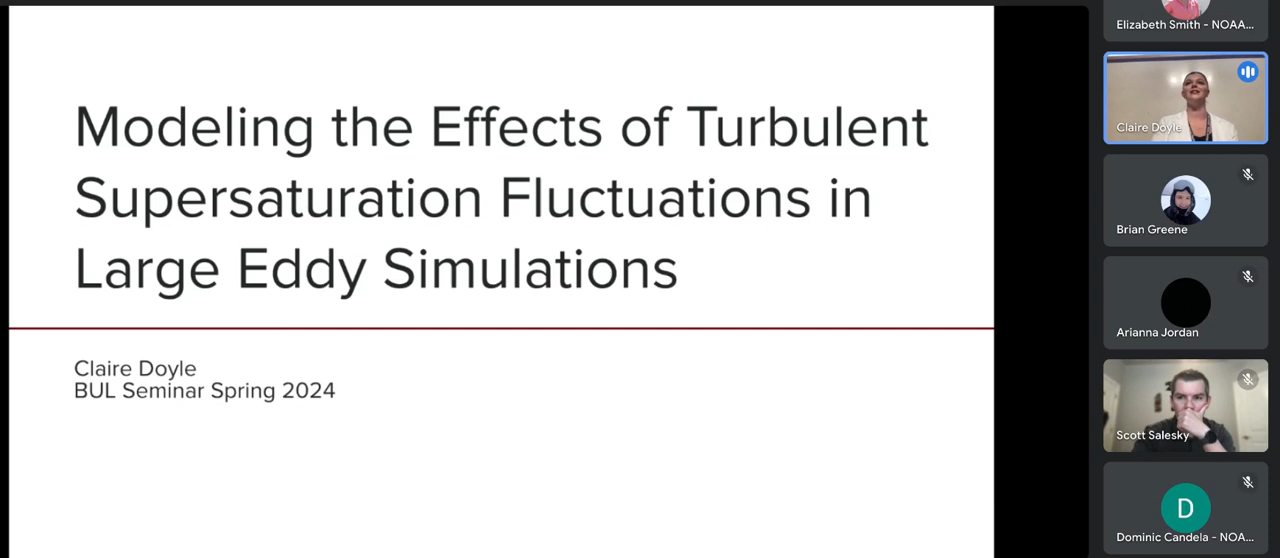 Modeling the Effects of Turbulent
Supersaturation Fluctuations in
Large Eddy Simulations
Claire Doyle
BUL Seminar Spring 2024
Elizabeth Smith - NOAA...
Claire Doyle
Brian Greene
Arianna Jordan
Scott Salesky
D
Dominic Candela - NOA...